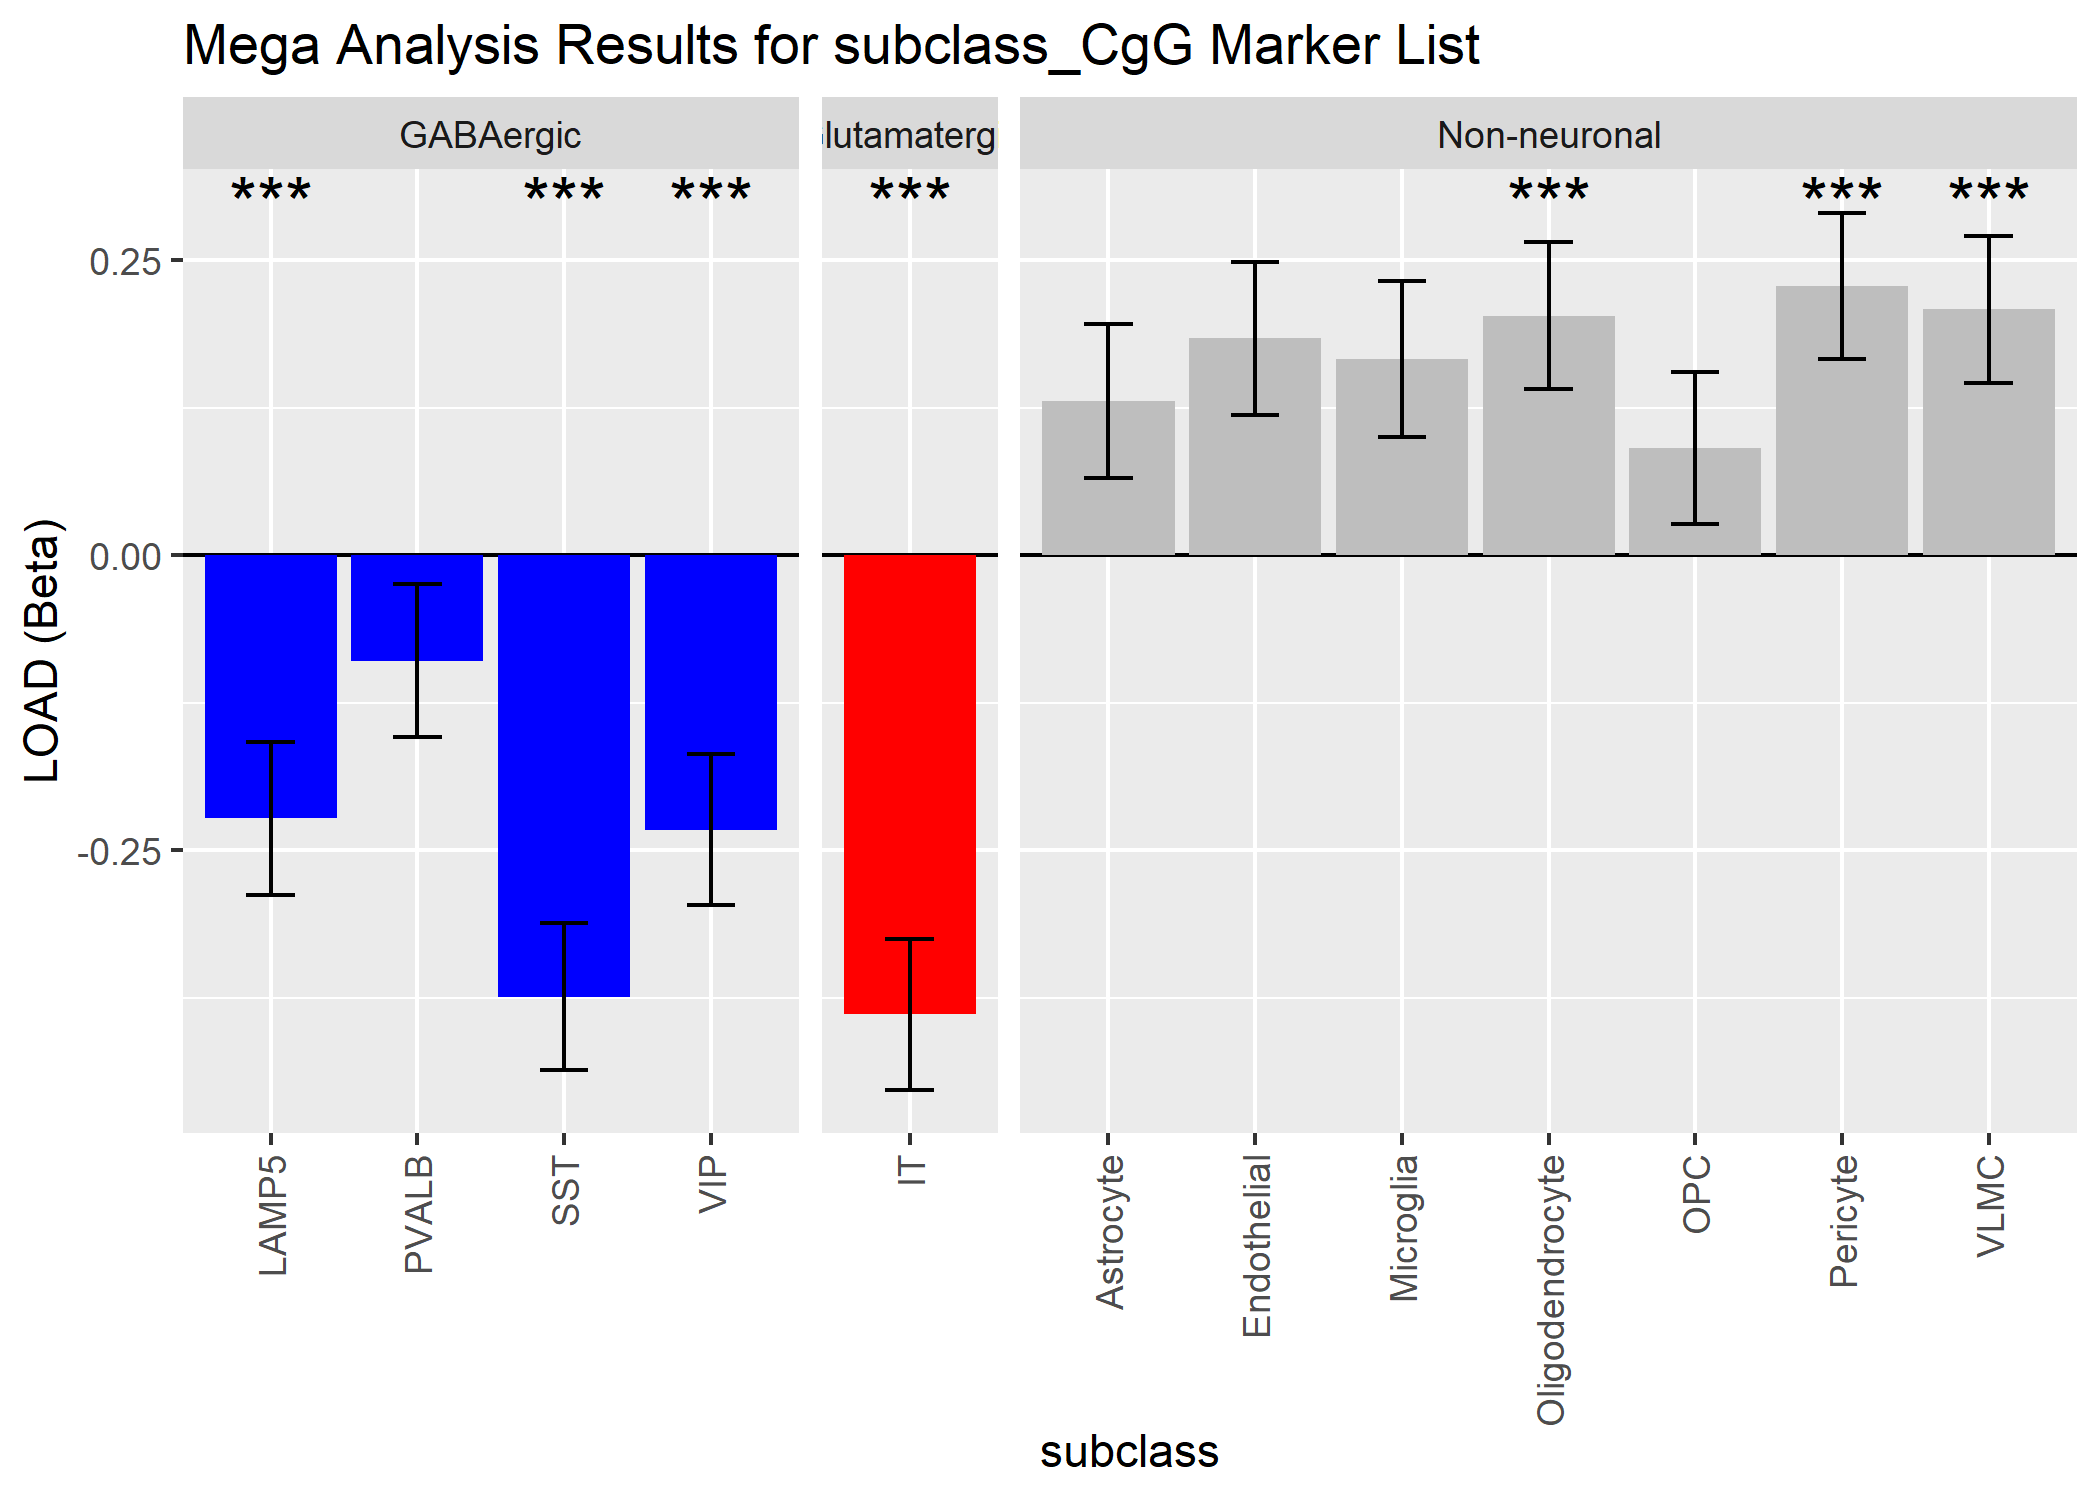 Mega Analysis Results for subclass_CgG Marker List
GABAergic
lutamaterg
Non-neuronal
*** *** *** *** *** *** ***
LOAD (Beta)
0.25
0.00
-0.25
LAMP5
PVALB
SST
VIP
IT
Astrocyte
Endothelial
Microglia
Oligodendrocyte
OPC
Pericyte
VLMC
subclass